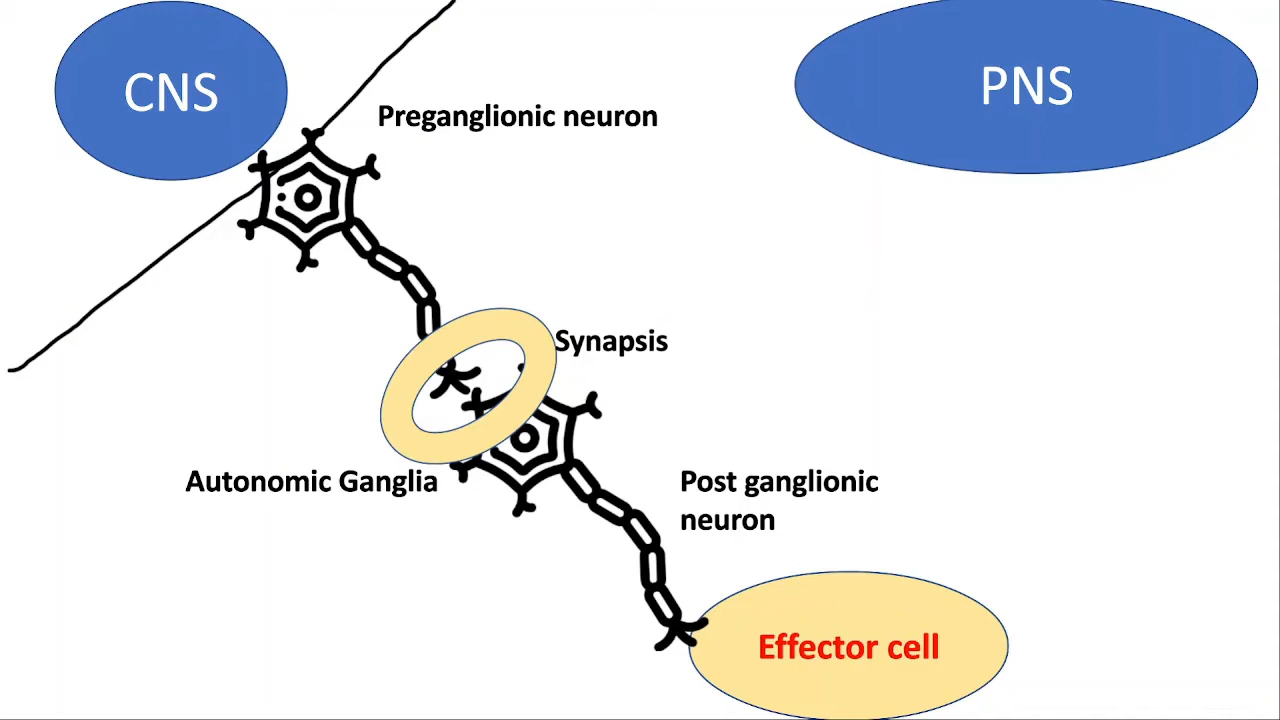 CNS
PNS
Preganglionic neuron
Synapsis
Autonomic Ganglia
Post ganglionic
neuron
Effector cell